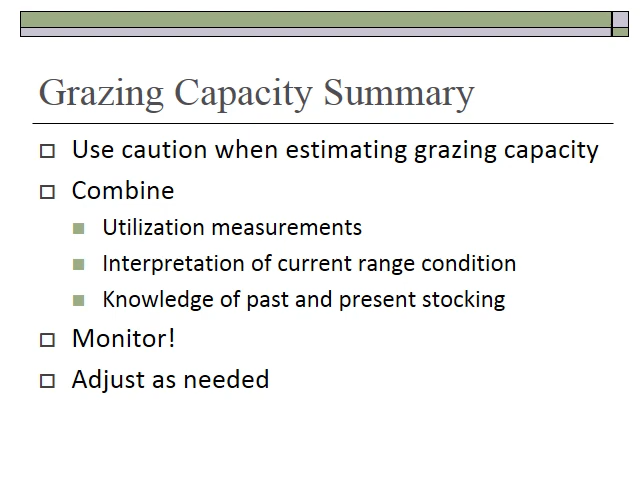 Grazing Capacity Summary
Use caution when estimating grazing capacity
Combine
Utilization measurements
Interpretation of current range condition
Knowledge of past and present stocking
Monitor!
Adjust as needed